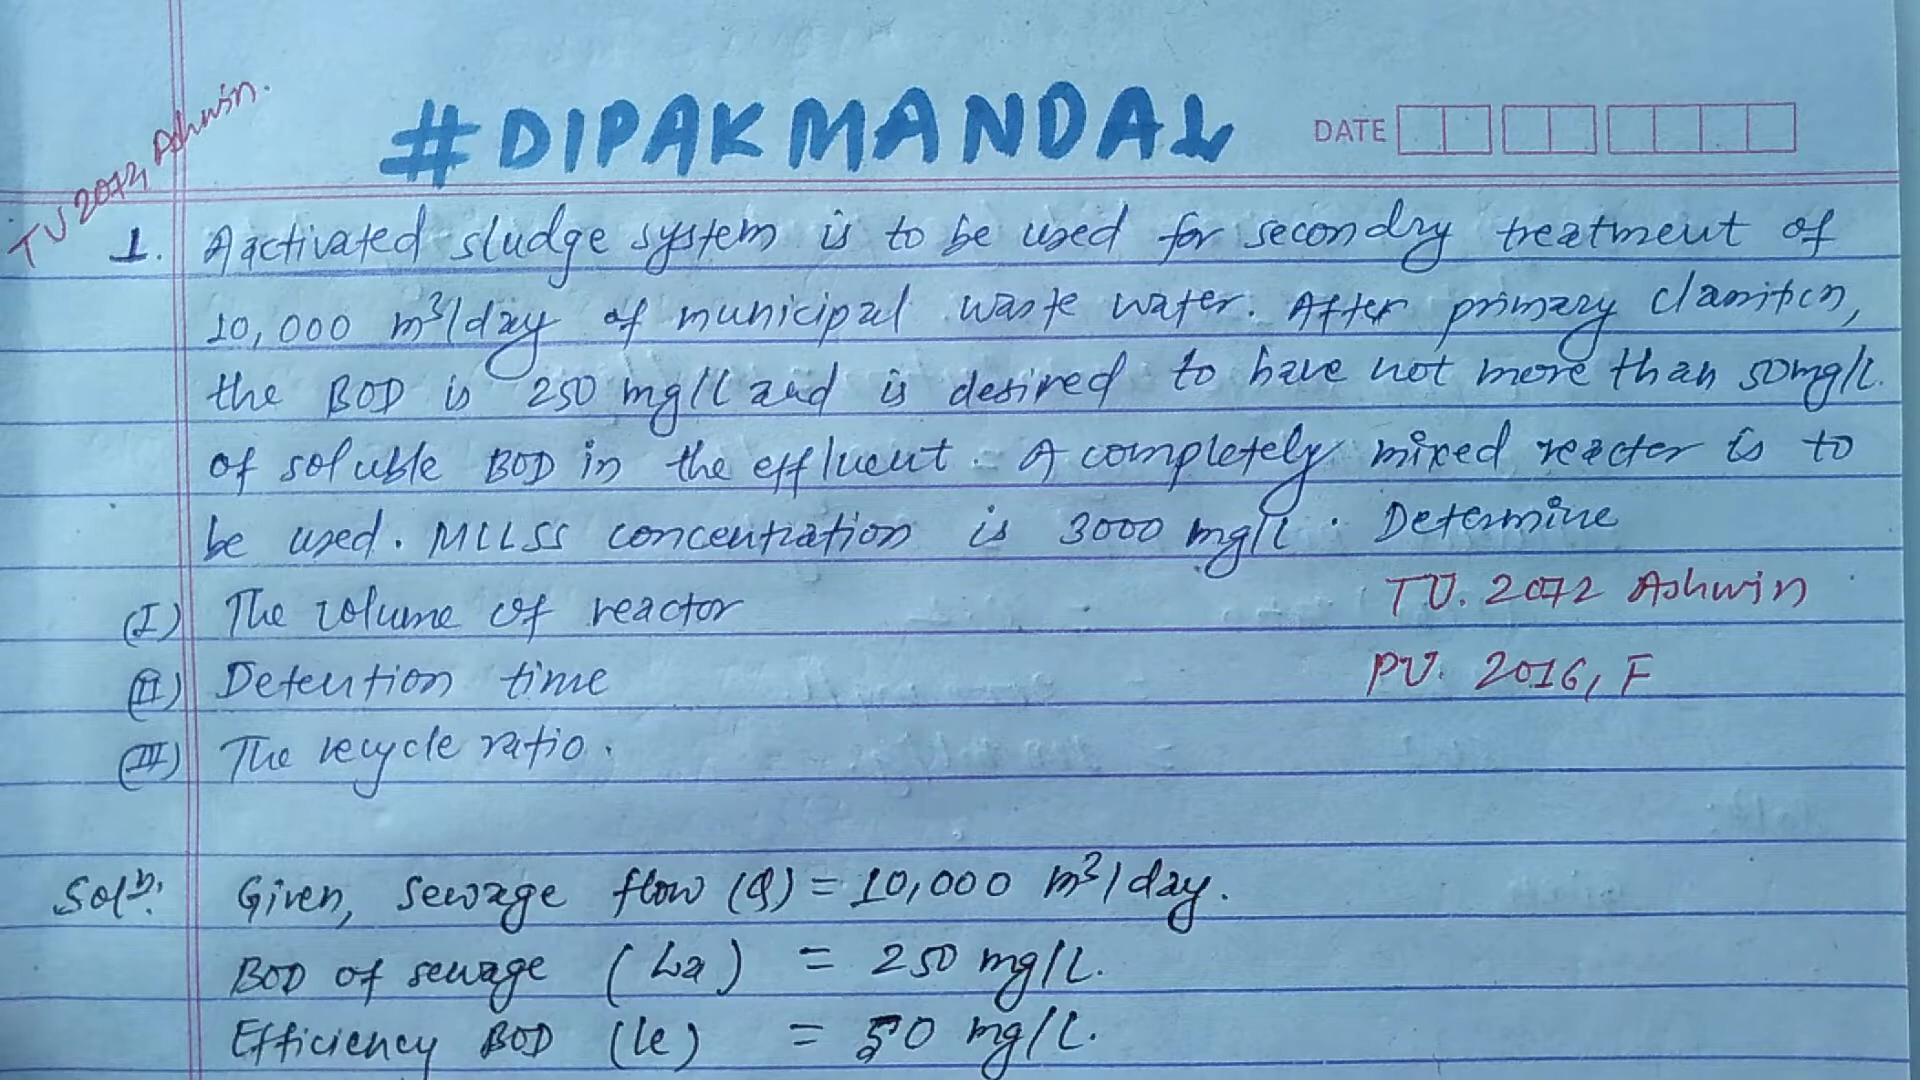 TU 2072, Ashwin.
#DIPAK MANDAL
DATE
1. A activated sludge system is to be used for secondry treatment of
10,000 m³/day of municipal waste water. After primary
the BOD is 250 mg/l and is desired to have not more than 50mg/l.
of soluble BOD in the effluent. A completely mixed reactor is to
be used. MLLSS concentration is 3000 mg/l. Determine
(I) The volume of reactor
TU. 2072 Ashwin
(II) Detention time
PU. 2016, F
(III) The recycle ratio.
Solⁿ. Given, Sewage flow (Q) = 10,000 m³/day.
BOD of sewage (La) = 250 mg/l.
Efficiency BOD (Le) = 50 mg/l.